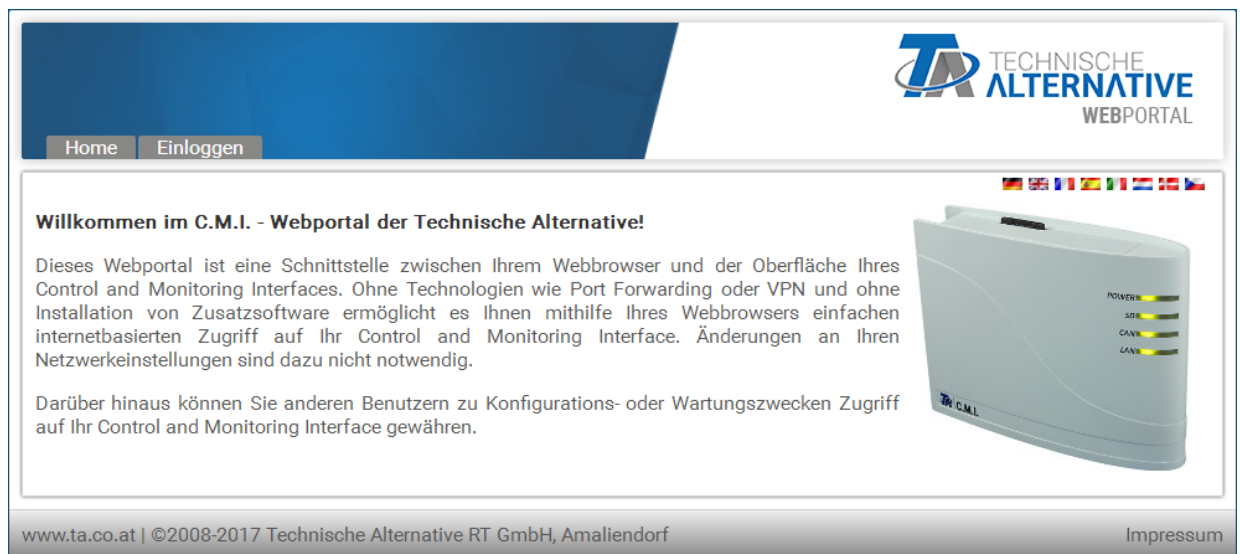 TECHNISCHE
ALTERNATIVE
WEBPORTAL
Home Einloggen
Willkommen im C.M.I. - Webportal der Technische Alternative!
Dieses Webportal ist eine Schnittstelle zwischen Ihrem Webbrowser und der Oberfläche Ihres
Control and Monitoring Interfaces. Ohne Technologien wie Port Forwarding oder VPN und ohne
Installation von Zusatzsoftware ermöglicht es Ihnen mithilfe Ihres Webbrowsers einfachen
internetbasierten Zugriff auf Ihr Control and Monitoring Interface. Änderungen an Ihren
Netzwerkeinstellungen sind dazu nicht notwendig.
Darüber hinaus können Sie anderen Benutzern zu Konfigurations- oder Wartungszwecken Zugriff
auf Ihr Control and Monitoring Interface gewähren.
POWER
SD
CAN
LAN
TA C.M.I.
www.ta.co.at | ©2008-2017 Technische Alternative RT GmbH, Amaliendorf
Impressum